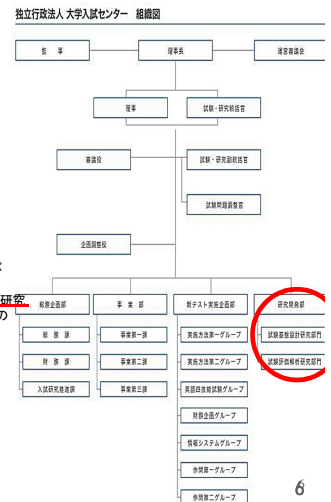 独立行政法人 大学入試センター 組織図
監 事
理事長
運営審議会
理事
試験・研究統括官
審議役
試験・研究副統括官
試験問題調整官
企画調整役
研究
の
総務企画部
事 業 部
新テスト実施企画部
研究開発部
総 務 課
事業第一課
実施方法第一グループ
試験基盤設計研究部門
財 務 課
事業第二課
実施方法第二グループ
試験評価解析研究部門
入試研究推進課
事業第三課
英語四技能試験グループ
財務企画グループ
情報システムグループ
作問第一グループ
作問第二グループ
6